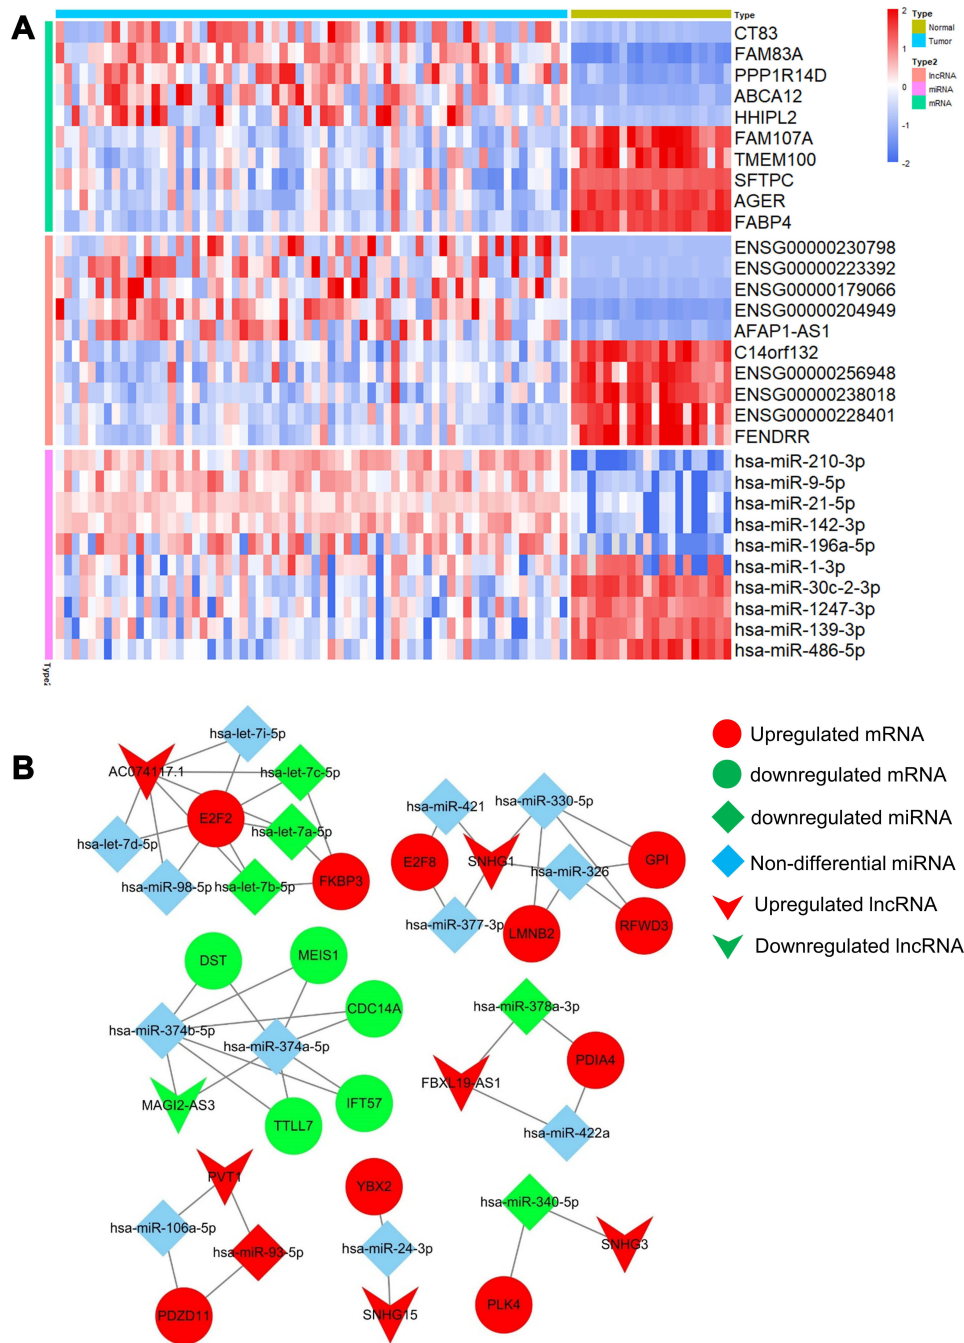 A
Type
CT83
FAM83A
PPP1R14D
ABCA12
HHIPL2
FAM107A
TMEM100
SFTPC
AGER
FABP4
ENSG00000230798
ENSG00000223392
ENSG00000179066
ENSG00000204949
AFAP1-AS1
C14orf132
ENSG00000256948
ENSG00000238018
ENSG00000228401
FENDRR
hsa-miR-210-3p
hsa-miR-9-5p
hsa-miR-21-5p
hsa-miR-142-3p
hsa-miR-196a-5p
hsa-miR-1-3p
hsa-miR-30c-2-3p
hsa-miR-1247-3p
hsa-miR-139-3p
hsa-miR-486-5p
2
1
0
-1
-2
Type
Normal
Tumor
Type2
lncRNA
miRNA
mRNA
B
hsa-let-7i-5p
AC074117.1
hsa-let-7c-5p
E2F2
hsa-let-7a-5p
hsa-let-7d-5p
hsa-miR-98-5p
hsa-let-7b-5p
FKBP3
hsa-miR-421
hsa-miR-330-5p
E2F8
SNHG1
hsa-miR-326
GPI
hsa-miR-377-3p
LMNB2
RFWD3
Upregulated mRNA
downregulated mRNA
downregulated miRNA
Non-differential miRNA
Upregulated lncRNA
Downregulated lncRNA
DST
MEIS1
CDC14A
hsa-miR-374b-5p
hsa-miR-374a-5p
MAGI2-AS3
IFT57
TTLL7
hsa-miR-378a-3p
PDIA4
FBXL19-AS1
hsa-miR-422a
PVT1
hsa-miR-106a-5p
hsa-miR-93-5p
PDZD11
YBX2
hsa-miR-24-3p
SNHG15
hsa-miR-340-5p
SNHG3
PLK4